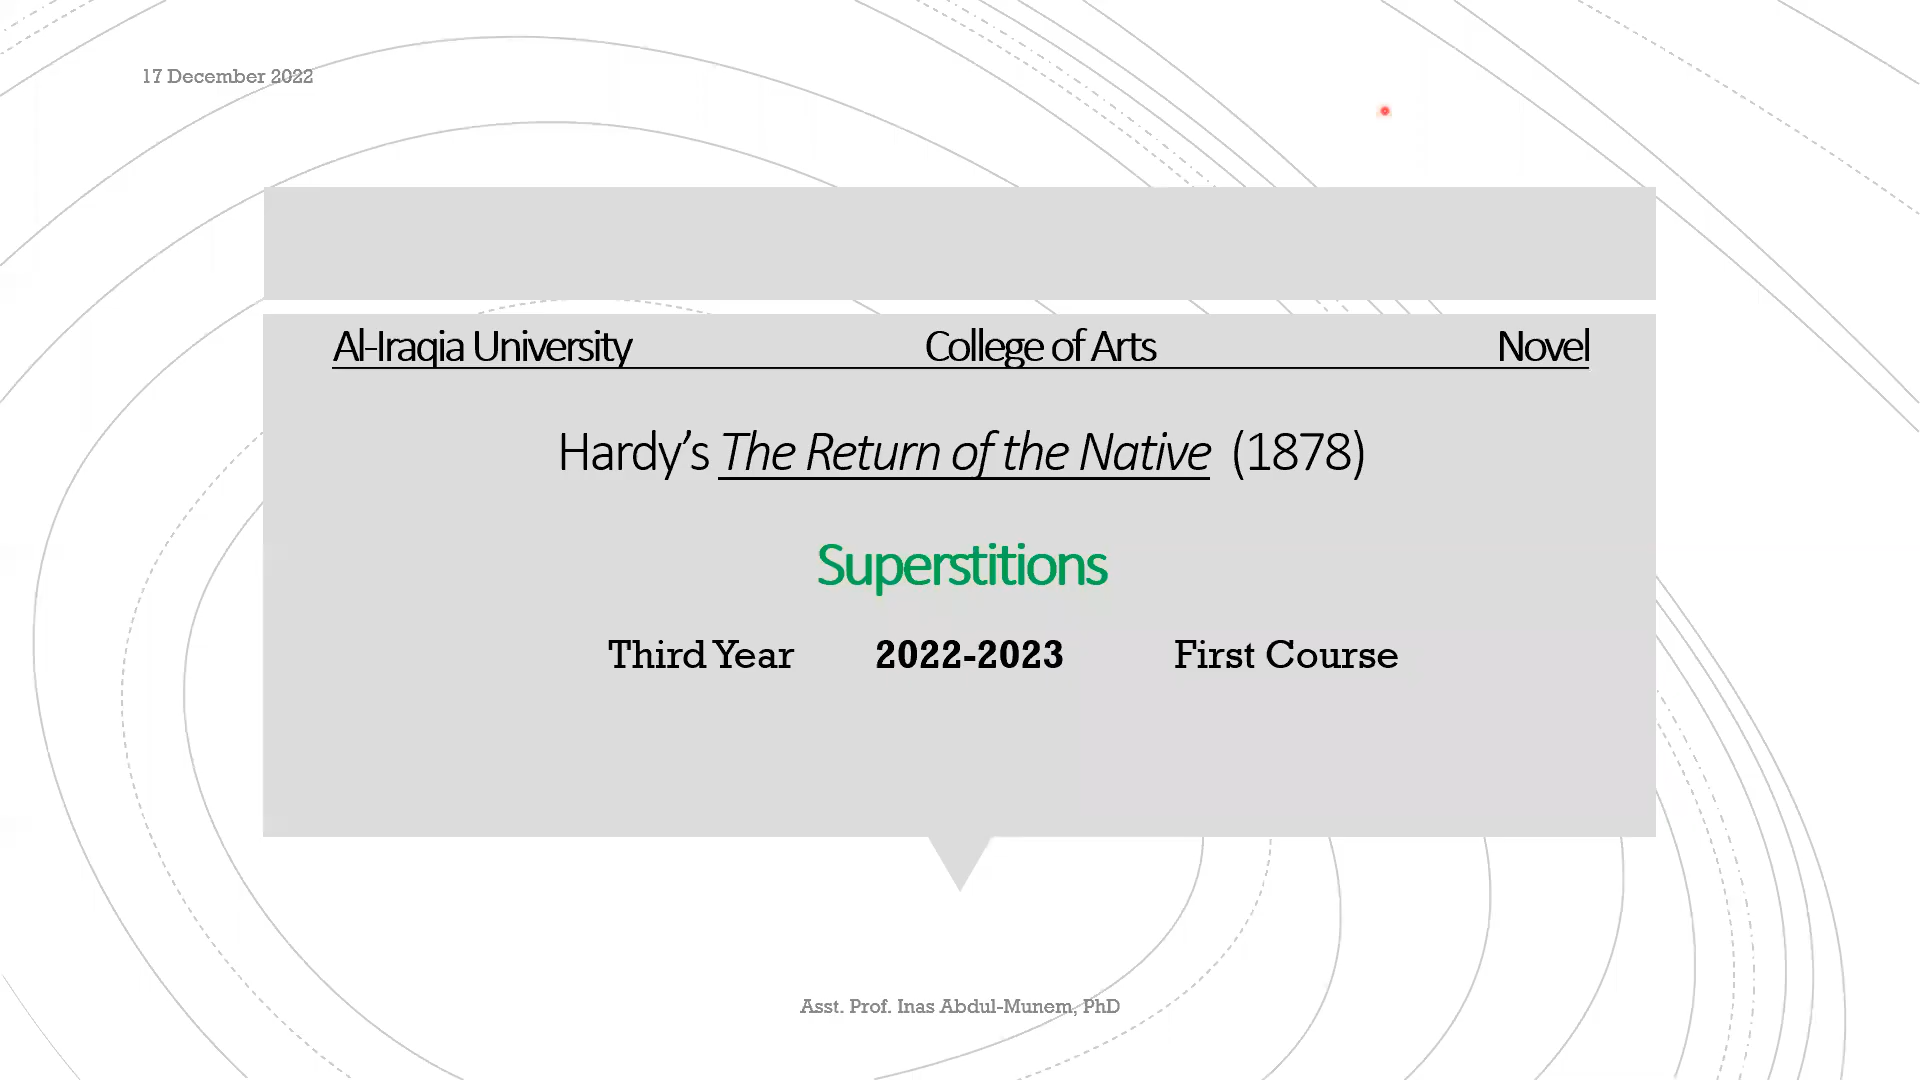 17 December 2022
Al-Iraqia University College of Arts Novel
Hardy’s The Return of the Native (1878)
Superstitions
Third Year 2022-2023 First Course
Asst. Prof. Inas Abdul-Munem, PhD